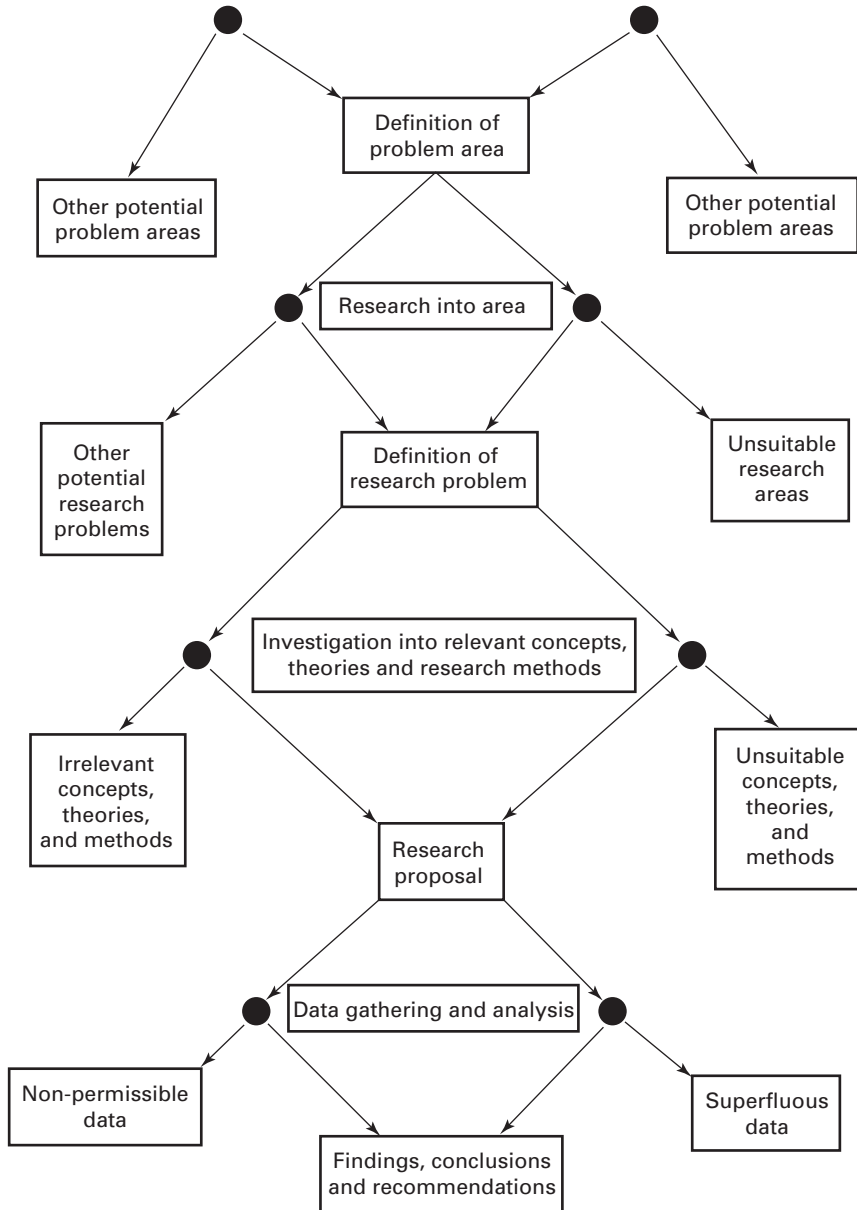 Definition of
problem area
Other potential
problem areas
Other potential
problem areas
Research into area
Other
potential
research
problems
Definition of
research problem
Unsuitable
research
areas
Investigation into relevant concepts,
theories and research methods
Irrelevant
concepts,
theories,
and methods
Unsuitable
concepts,
theories,
and
methods
Research
proposal
Data gathering and analysis
Non-permissible
data
Superfluous
data
Findings, conclusions
and recommendations